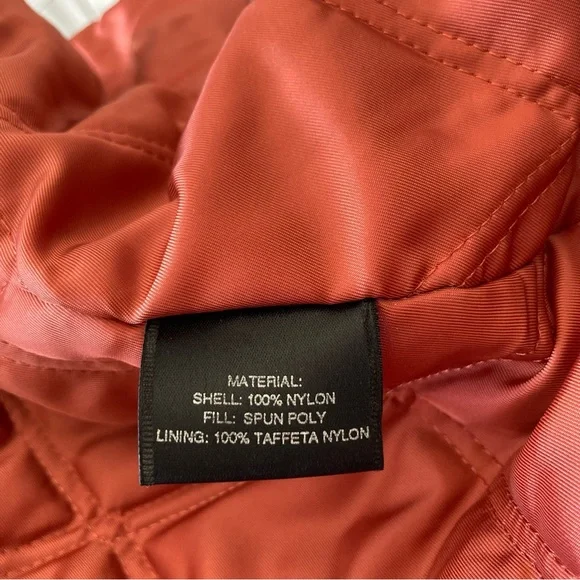 MATERIAL:
SHELL: 100% NYLON
FILL: SPUN POLY
LINING: 100% TAFFETA NYLON